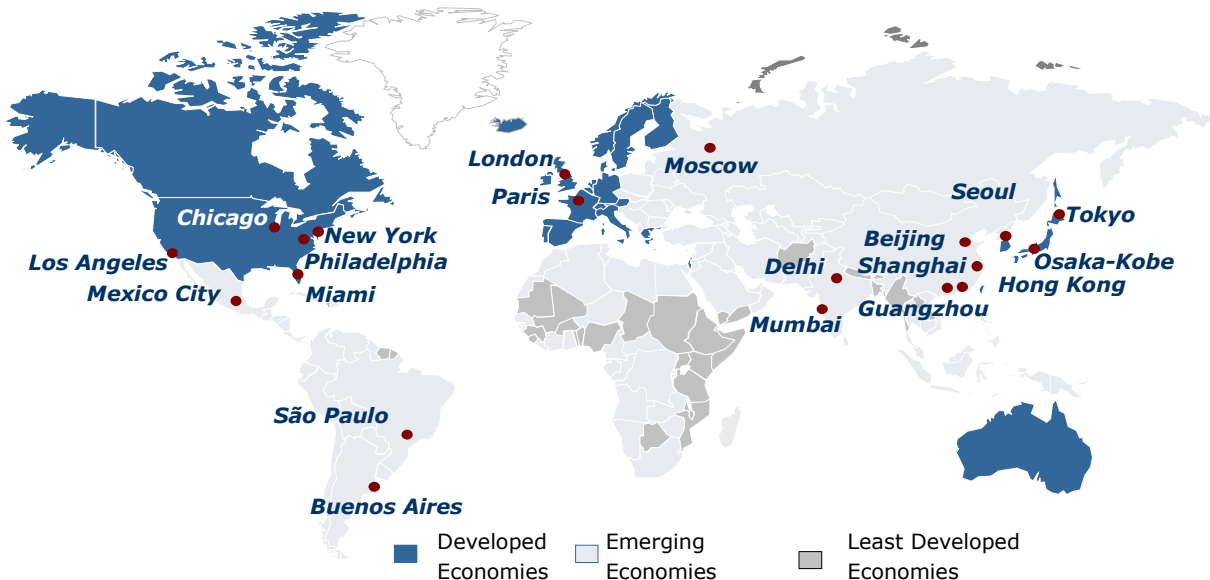 London
Moscow
Paris
Seoul
Chicago
Tokyo
New York
Beijing
Los Angeles
Philadelphia
Delhi
Shanghai
Osaka-Kobe
Mexico City
Miami
Hong Kong
Guangzhou
Mumbai
São Paulo
Buenos Aires
Developed
Economies
Emerging
Economies
Least Developed
Economies